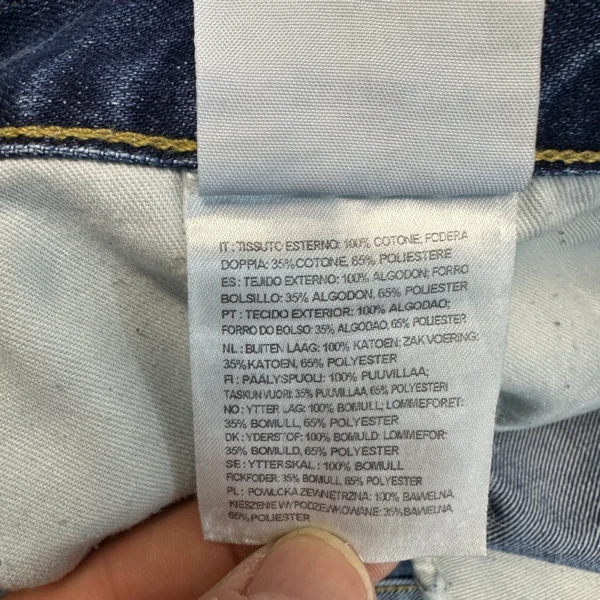 IT : TISSUTO ESTERNO: 100% COTONE; FODERA
DOPPIA: 35%COTONE, 65% POLIESTERE
ES : TEJIDO EXTERNO: 100% ALGODON; FORRO
BOLSILLO: 35% ALGODON, 65% POLIESTER
PT : TECIDO EXTERIOR: 100% ALGODAO;
FORRO DO BOLSO: 35% ALGODAO, 65% POLIESTER
NL : BUITEN LAAG: 100% KATOEN; ZAK VOERING:
35% KATOEN, 65% POLYESTER
FI : PÄÄLYSPUOLI: 100% PUUVILLAA;
TASKUN VUORI: 35% PUUVILLAA, 65% POLYESTERI
NO : YTTER LAG: 100% BOMULL; LOMMEFORET:
35% BOMULL, 65% POLYESTER
DK : YDERSTOF: 100% BOMULD: LOMMEFOR:
35% BOMULD, 65% POLYESTER
SE : YTTERSKAL : 100% BOMULL
FICKFODER: 35% BOMULL, 65% POLYESTER
PL : POWLOKA ZEWNĘTRZNA: 100% BAWELNA,
KIESZENIE W PODZEWKOWANE: 35% BAWELNA,
65% POLIESTER